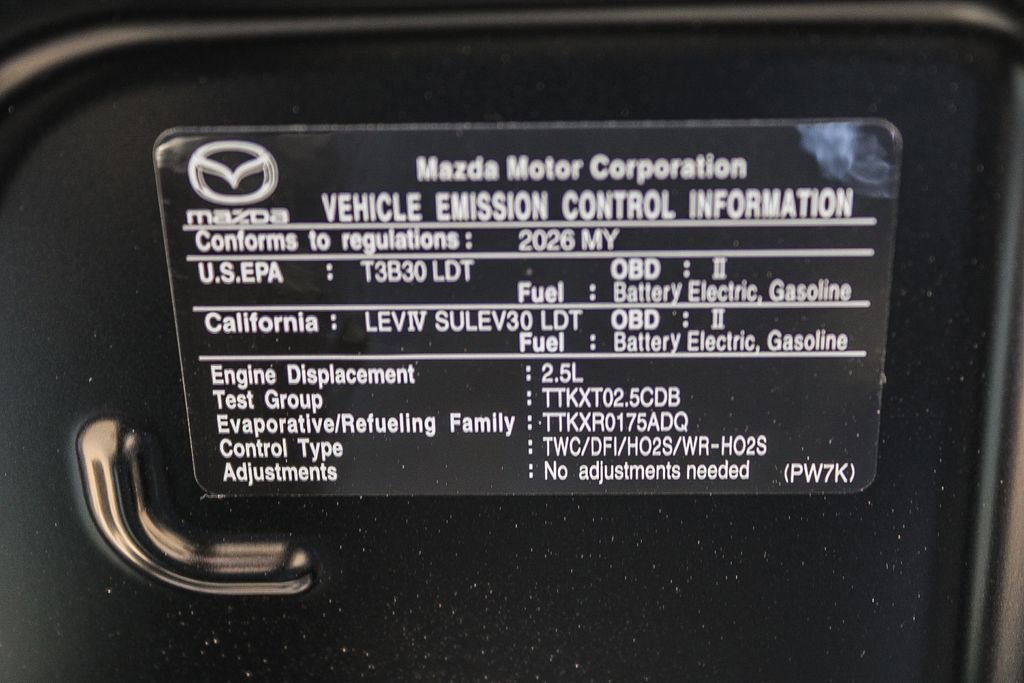 Mazda Motor Corporation
mazda VEHICLE EMISSION CONTROL INFORMATION
Conforms to regulations : 2026 MY
U.S.EPA : T3B30 LDT OBD : II
Fuel : Battery Electric, Gasoline
California : LEVIV SULEV30 LDT OBD : II
Fuel : Battery Electric, Gasoline
Engine Displacement : 2.5L
Test Group : TTKXT02.5CDB
Evaporative/Refueling Family : TTKXR0175ADQ
Control Type : TWC/DFI/HO2S/WR-HO2S
Adjustments : No adjustments needed (PW7K)